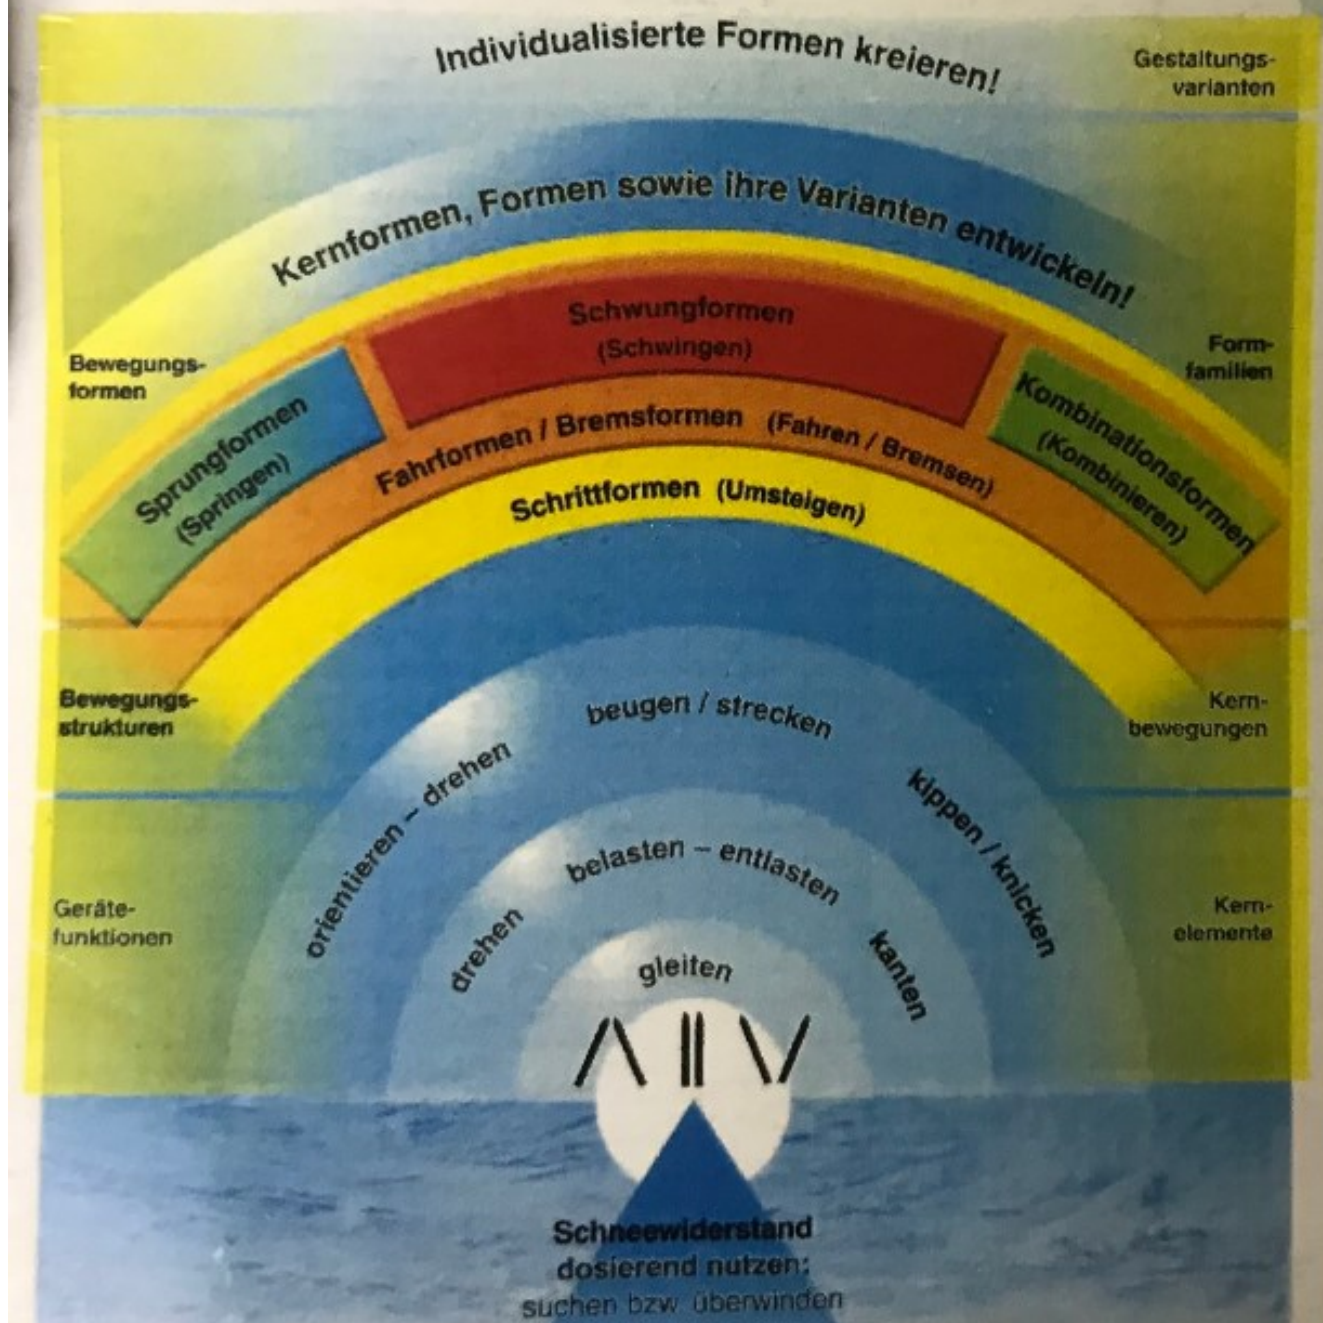 Individualisierte Formen kreieren!
Gestaltungs-
varianten
Kernformen, Formen sowie ihre Varianten entwickeln!
Bewegungs-
formen
Form-
familien
Schwungformen
(Schwingen)
Sprungformen
(Springen)
Kombinationsformen
(Kombinieren)
Fahrformen / Bremsformen (Fahren / Bremsen)
Schrittformen (Umsteigen)
Bewegungs-
strukturen
Kern-
bewegungen
beugen / strecken
orientieren – drehen
kippen / knicken
belasten – entlasten
drehen
kanten
Geräte-
funktionen
Kern-
elemente
gleiten
Schneewiderstand
dosierend nutzen:
suchen bzw. überwinden